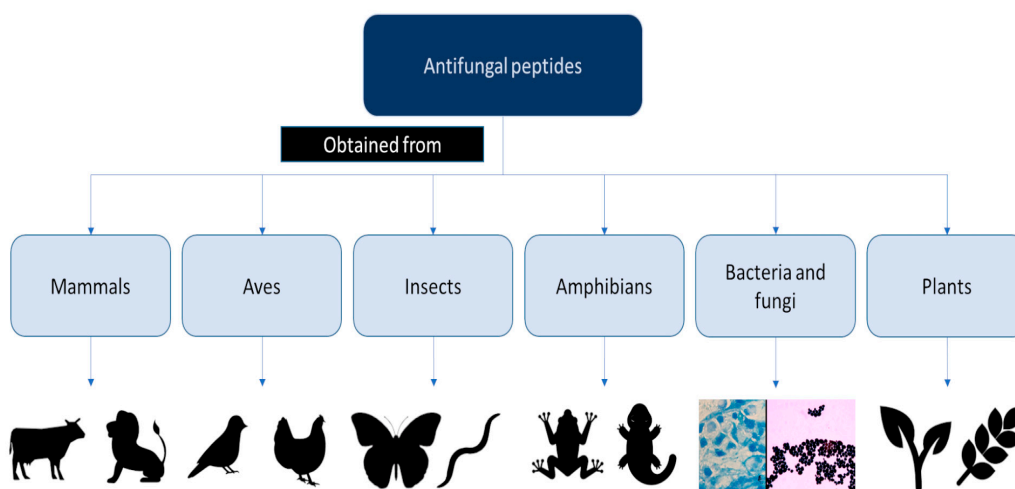 Antifungal peptides
Obtained from
Mammals
Aves
Insects
Amphibians
Bacteria and
fungi
Plants